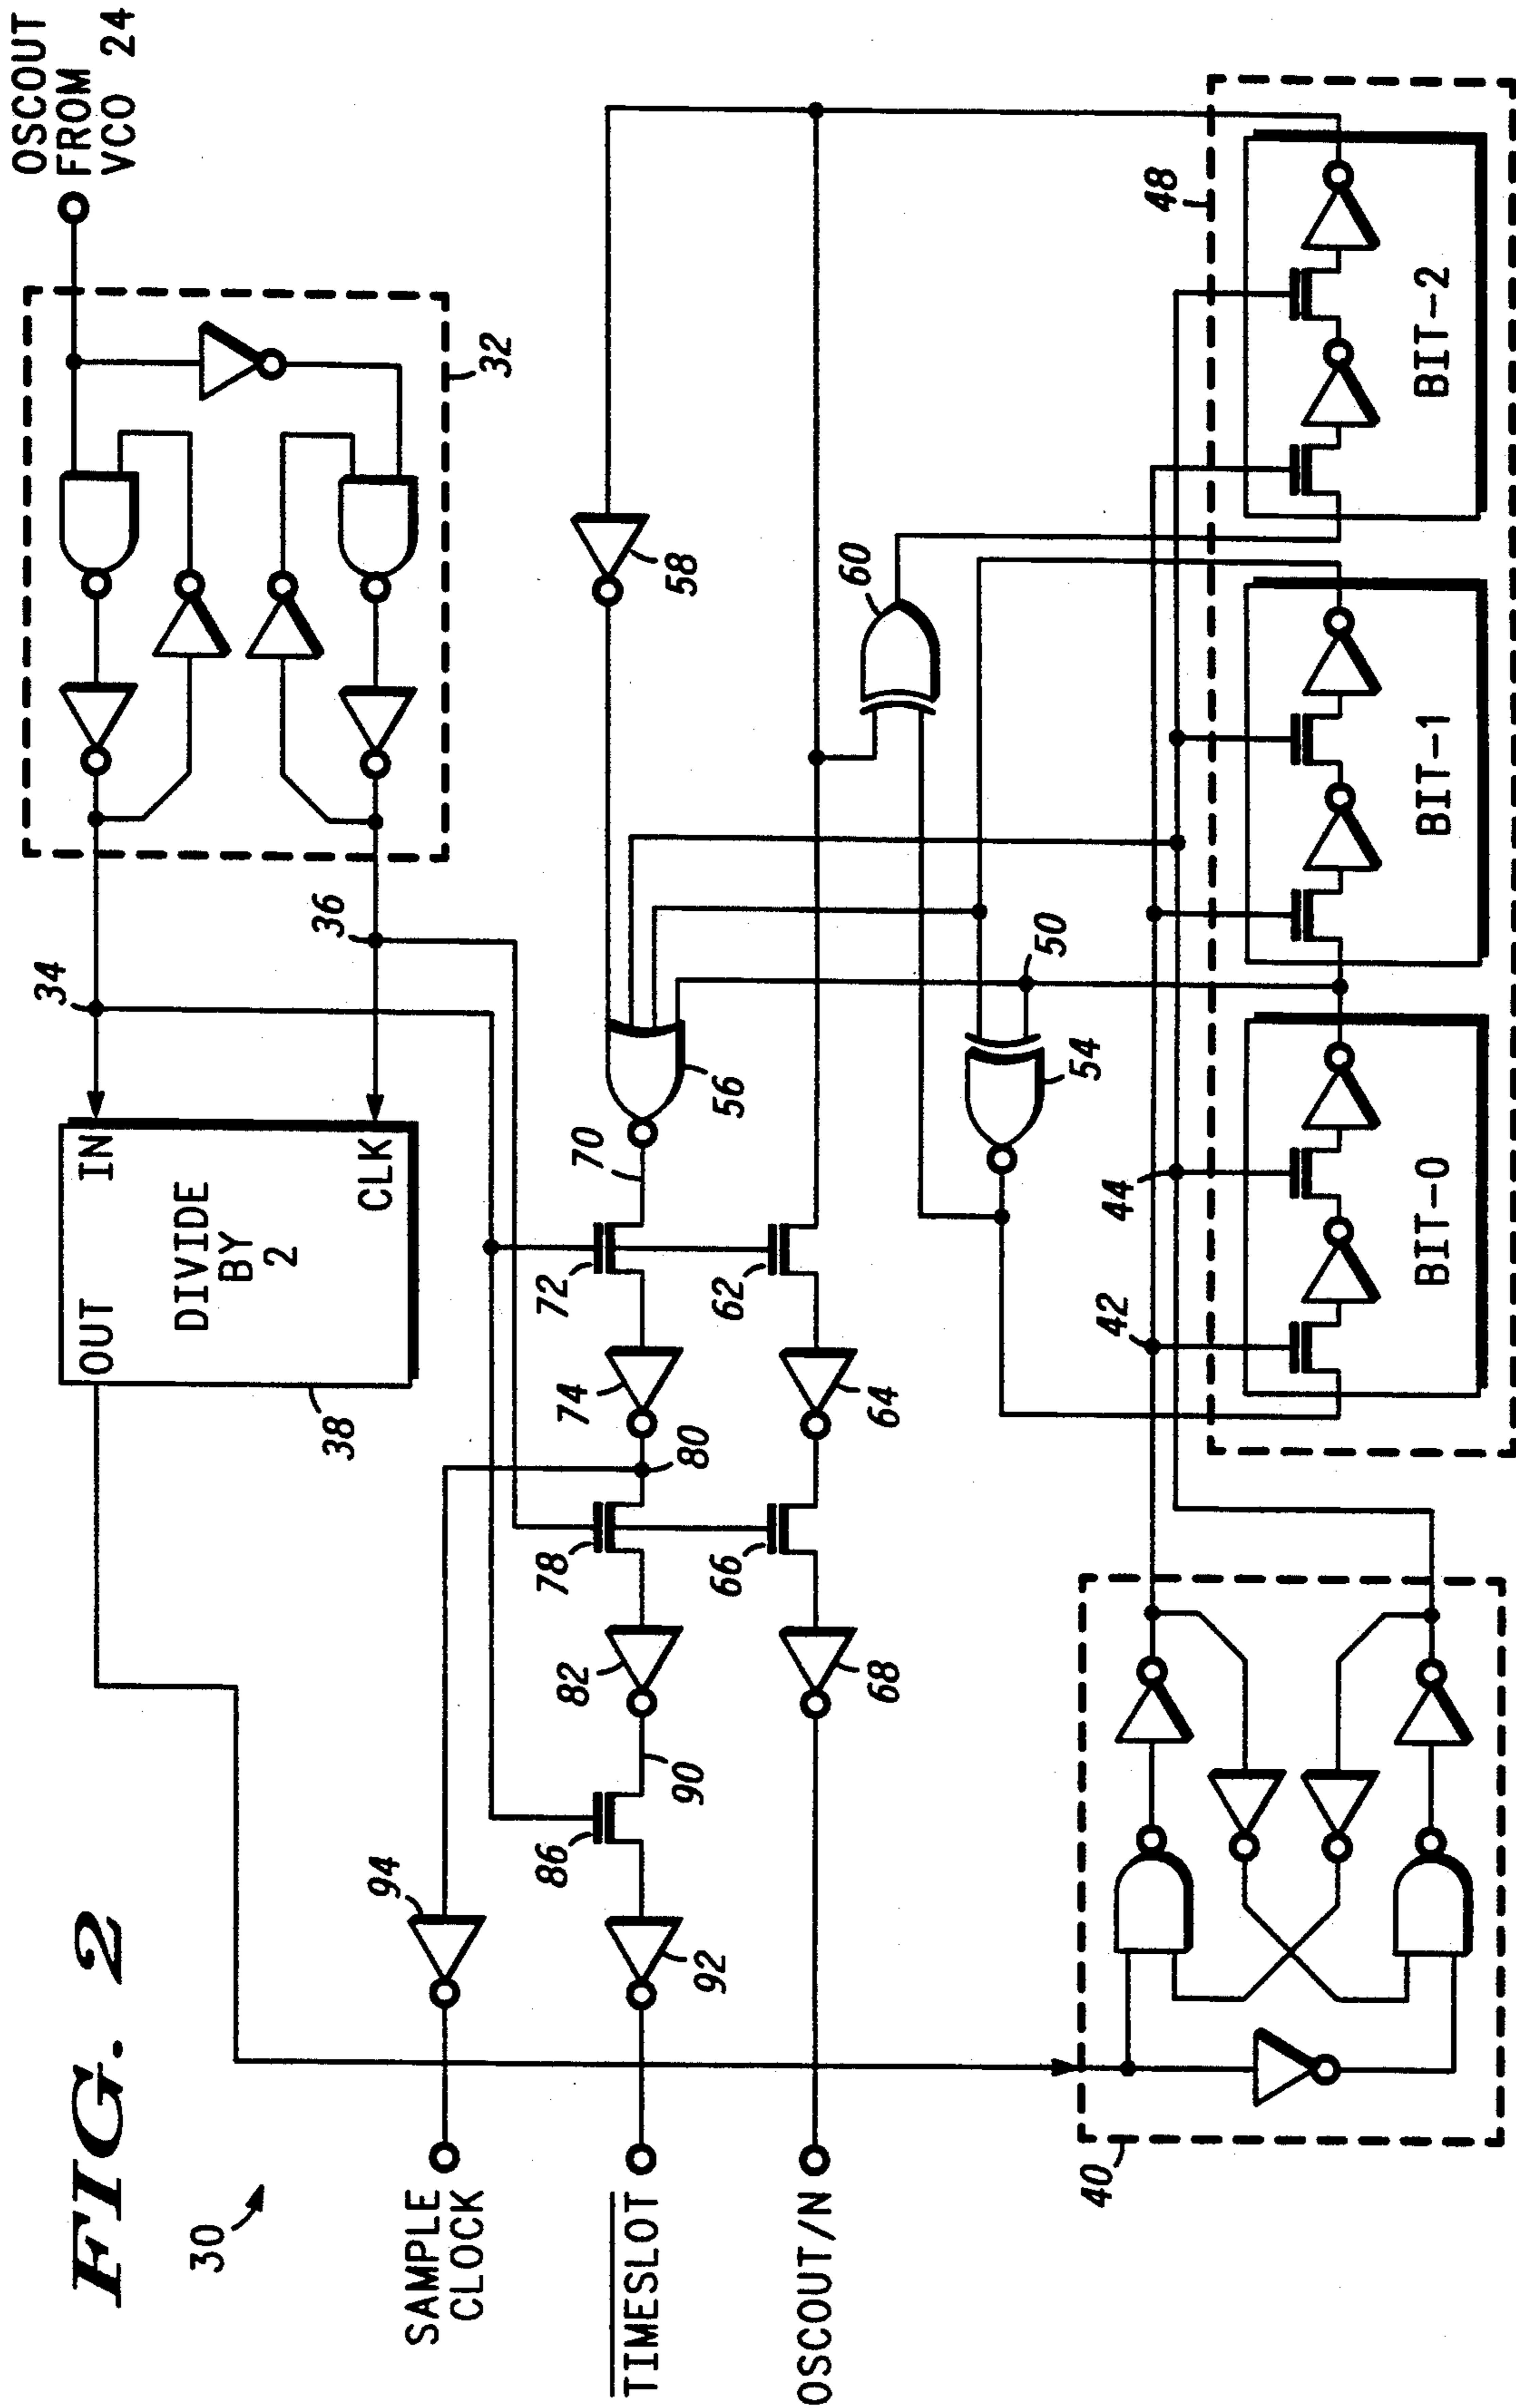 FIG. 2
30
OSCOUT
FROM
VCO 24
32
34
36
OUT
IN
DIVIDE
BY
2
CLK
38
SAMPLE
CLOCK
94
TIMESLOT
92
86
90
82
78
80
74
72
70
56
58
OSCOUT/N
68
66
64
62
60
54
50
40
42
44
48
BIT-0
BIT-1
BIT-2